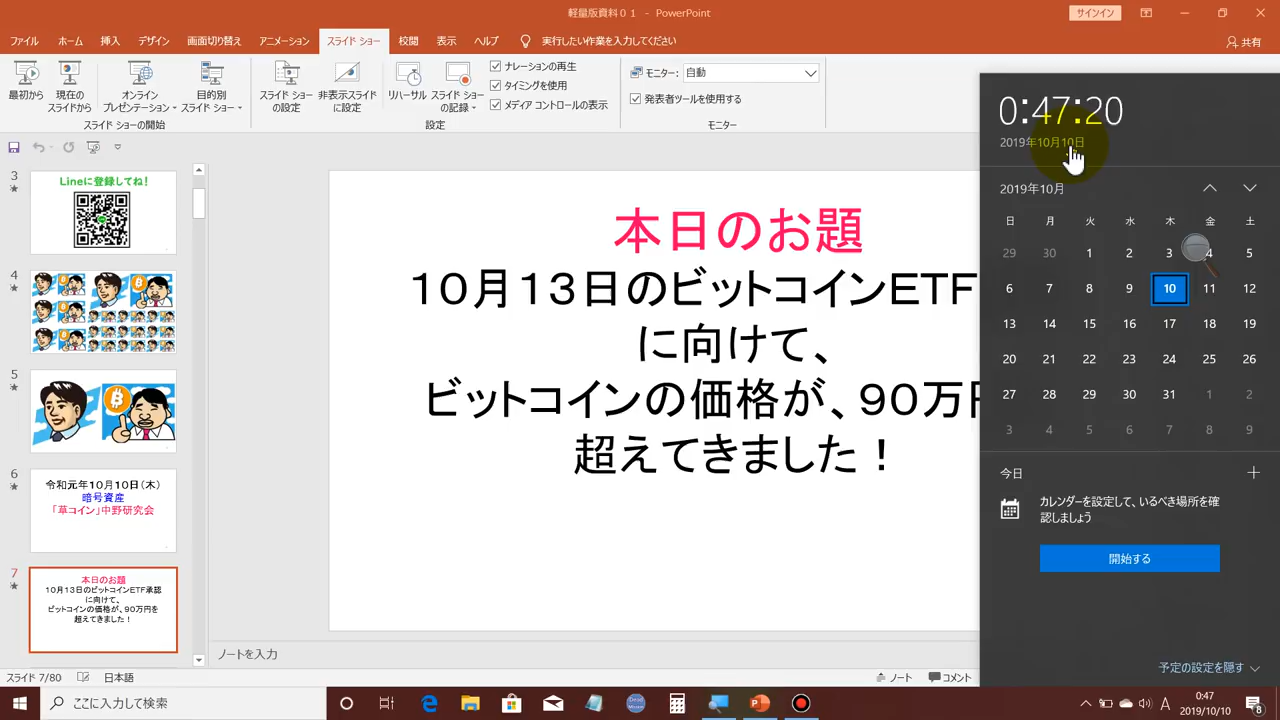 軽量版資料０１ - PowerPoint
サインイン
ファイル ホーム 挿入 デザイン 画面切り替え アニメーション スライド ショー 校閲 表示 ヘルプ 実行したい作業を入力してください 共有
最初から
現在の
スライドから
オンライン
プレゼンテーション
目的別
スライド ショー
スライド ショーの開始
スライド ショー
の設定
非表示スライド
に設定
リハーサル
スライド ショー
の記録
ナレーションの再生
タイミングを使用
メディア コントロールの表示
設定
モニター: 自動
発表者ツールを使用する
モニター
3
Lineに登録してね！
4
5
6
令和元年１０月１０日(木)
暗号資産
「草コイン」中野研究会
7
本日のお題
１０月１３日のビットコインETF承認
に向けて、
ビットコインの価格が、９０万円を
超えてきました！
本日のお題
１０月１３日のビットコインETF
に向けて、
ビットコインの価格が、９０万円
超えてきました！
ノートを入力
0:47:20
2019年10月10日
2019年10月
日 月 火 水 木 金 土
29 30 1 2 3 4 5
6 7 8 9 10 11 12
13 14 15 16 17 18 19
20 21 22 23 24 25 26
27 28 29 30 31 1 2
3 4 5 6 7 8 9
今日
カレンダーを設定して、いるべき場所を確
認しましょう
開始する
予定の設定を隠す
スライド 7/80 日本語 ノート コメント
ここに入力して検索
A
0:47
2019/10/10
8